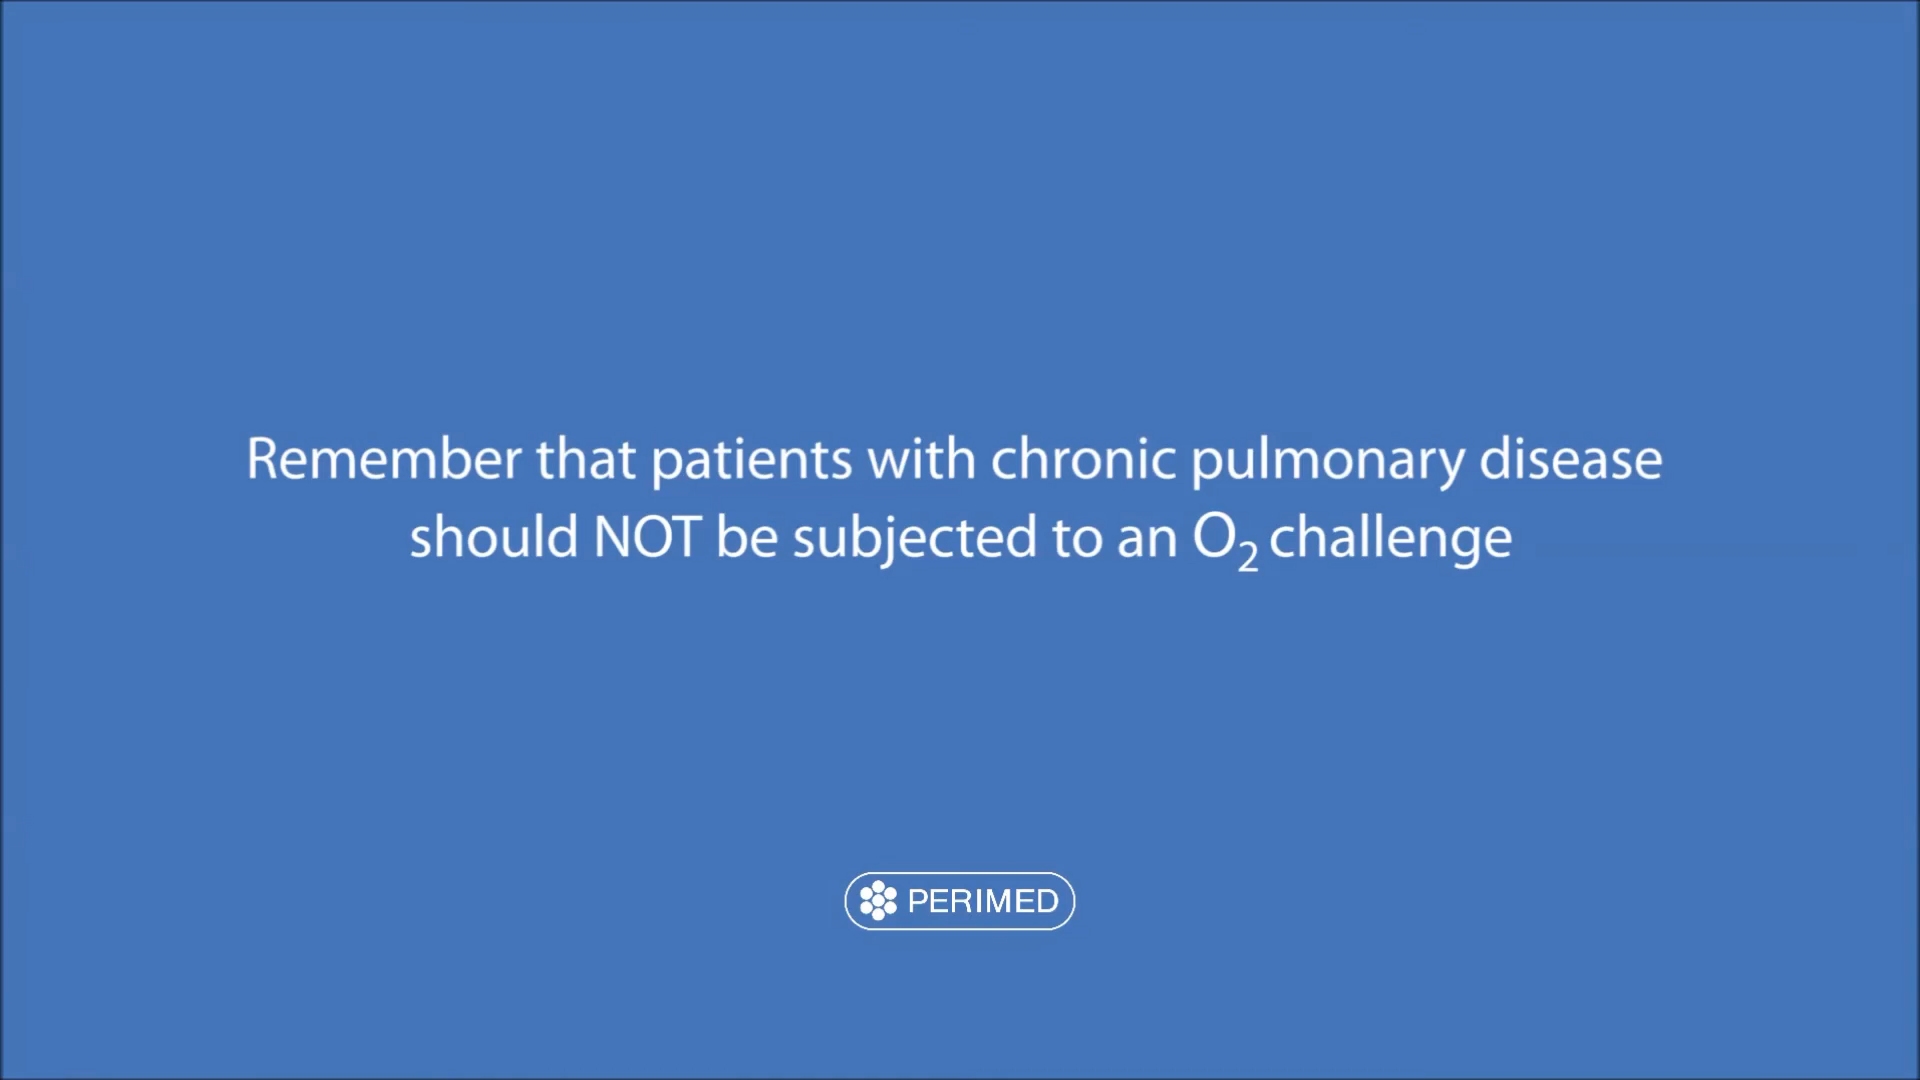 Remember that patients with chronic pulmonary disease
should NOT be subjected to an O₂ challenge
PERIMED